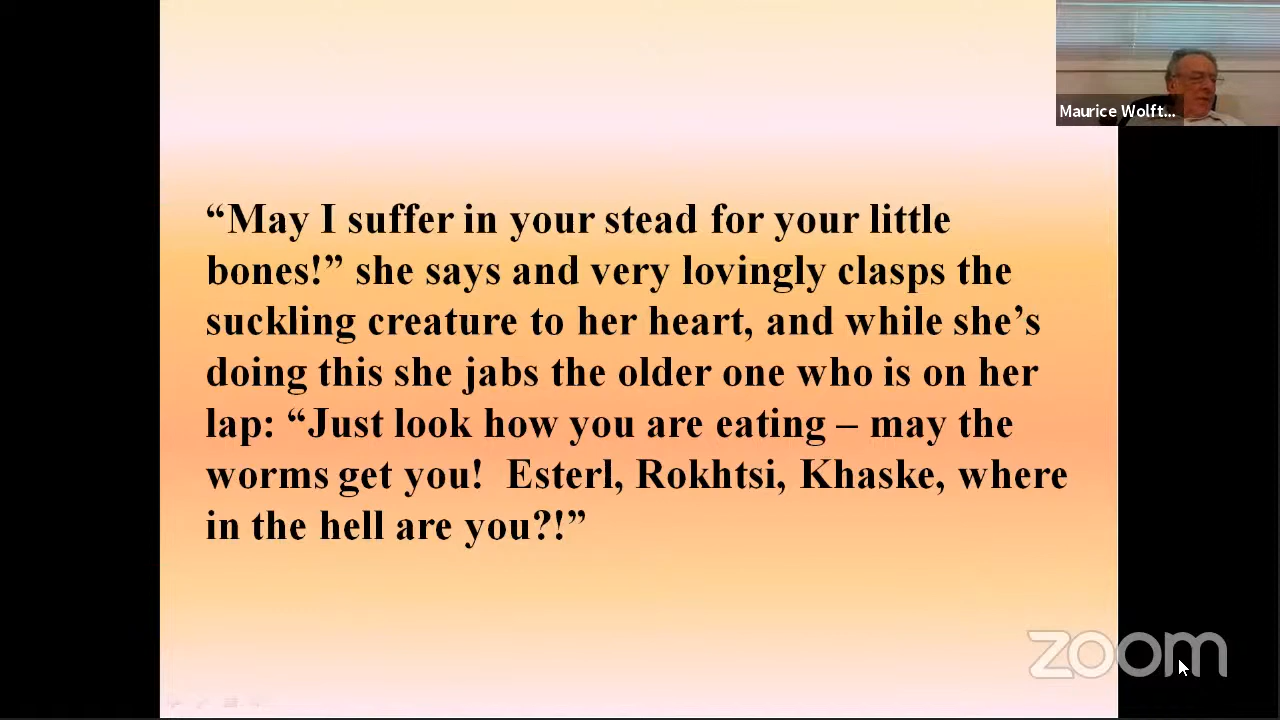 Maurice Wolft...
“May I suffer in your stead for your little
bones!” she says and very lovingly clasps the
suckling creature to her heart, and while she’s
doing this she jabs the older one who is on her
lap: “Just look how you are eating – may the
worms get you!  Esterl, Rokhtsi, Khaske, where
in the hell are you?!”
zoom